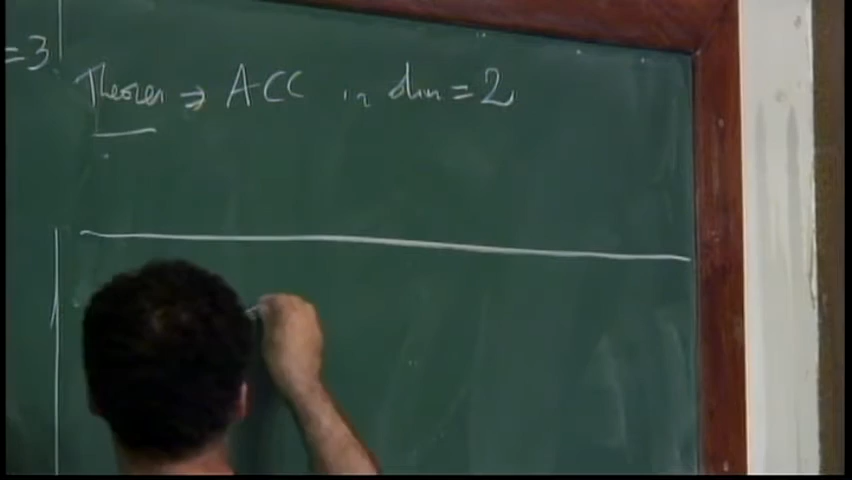 =3
Theorem ⇒ ACC in dim=2